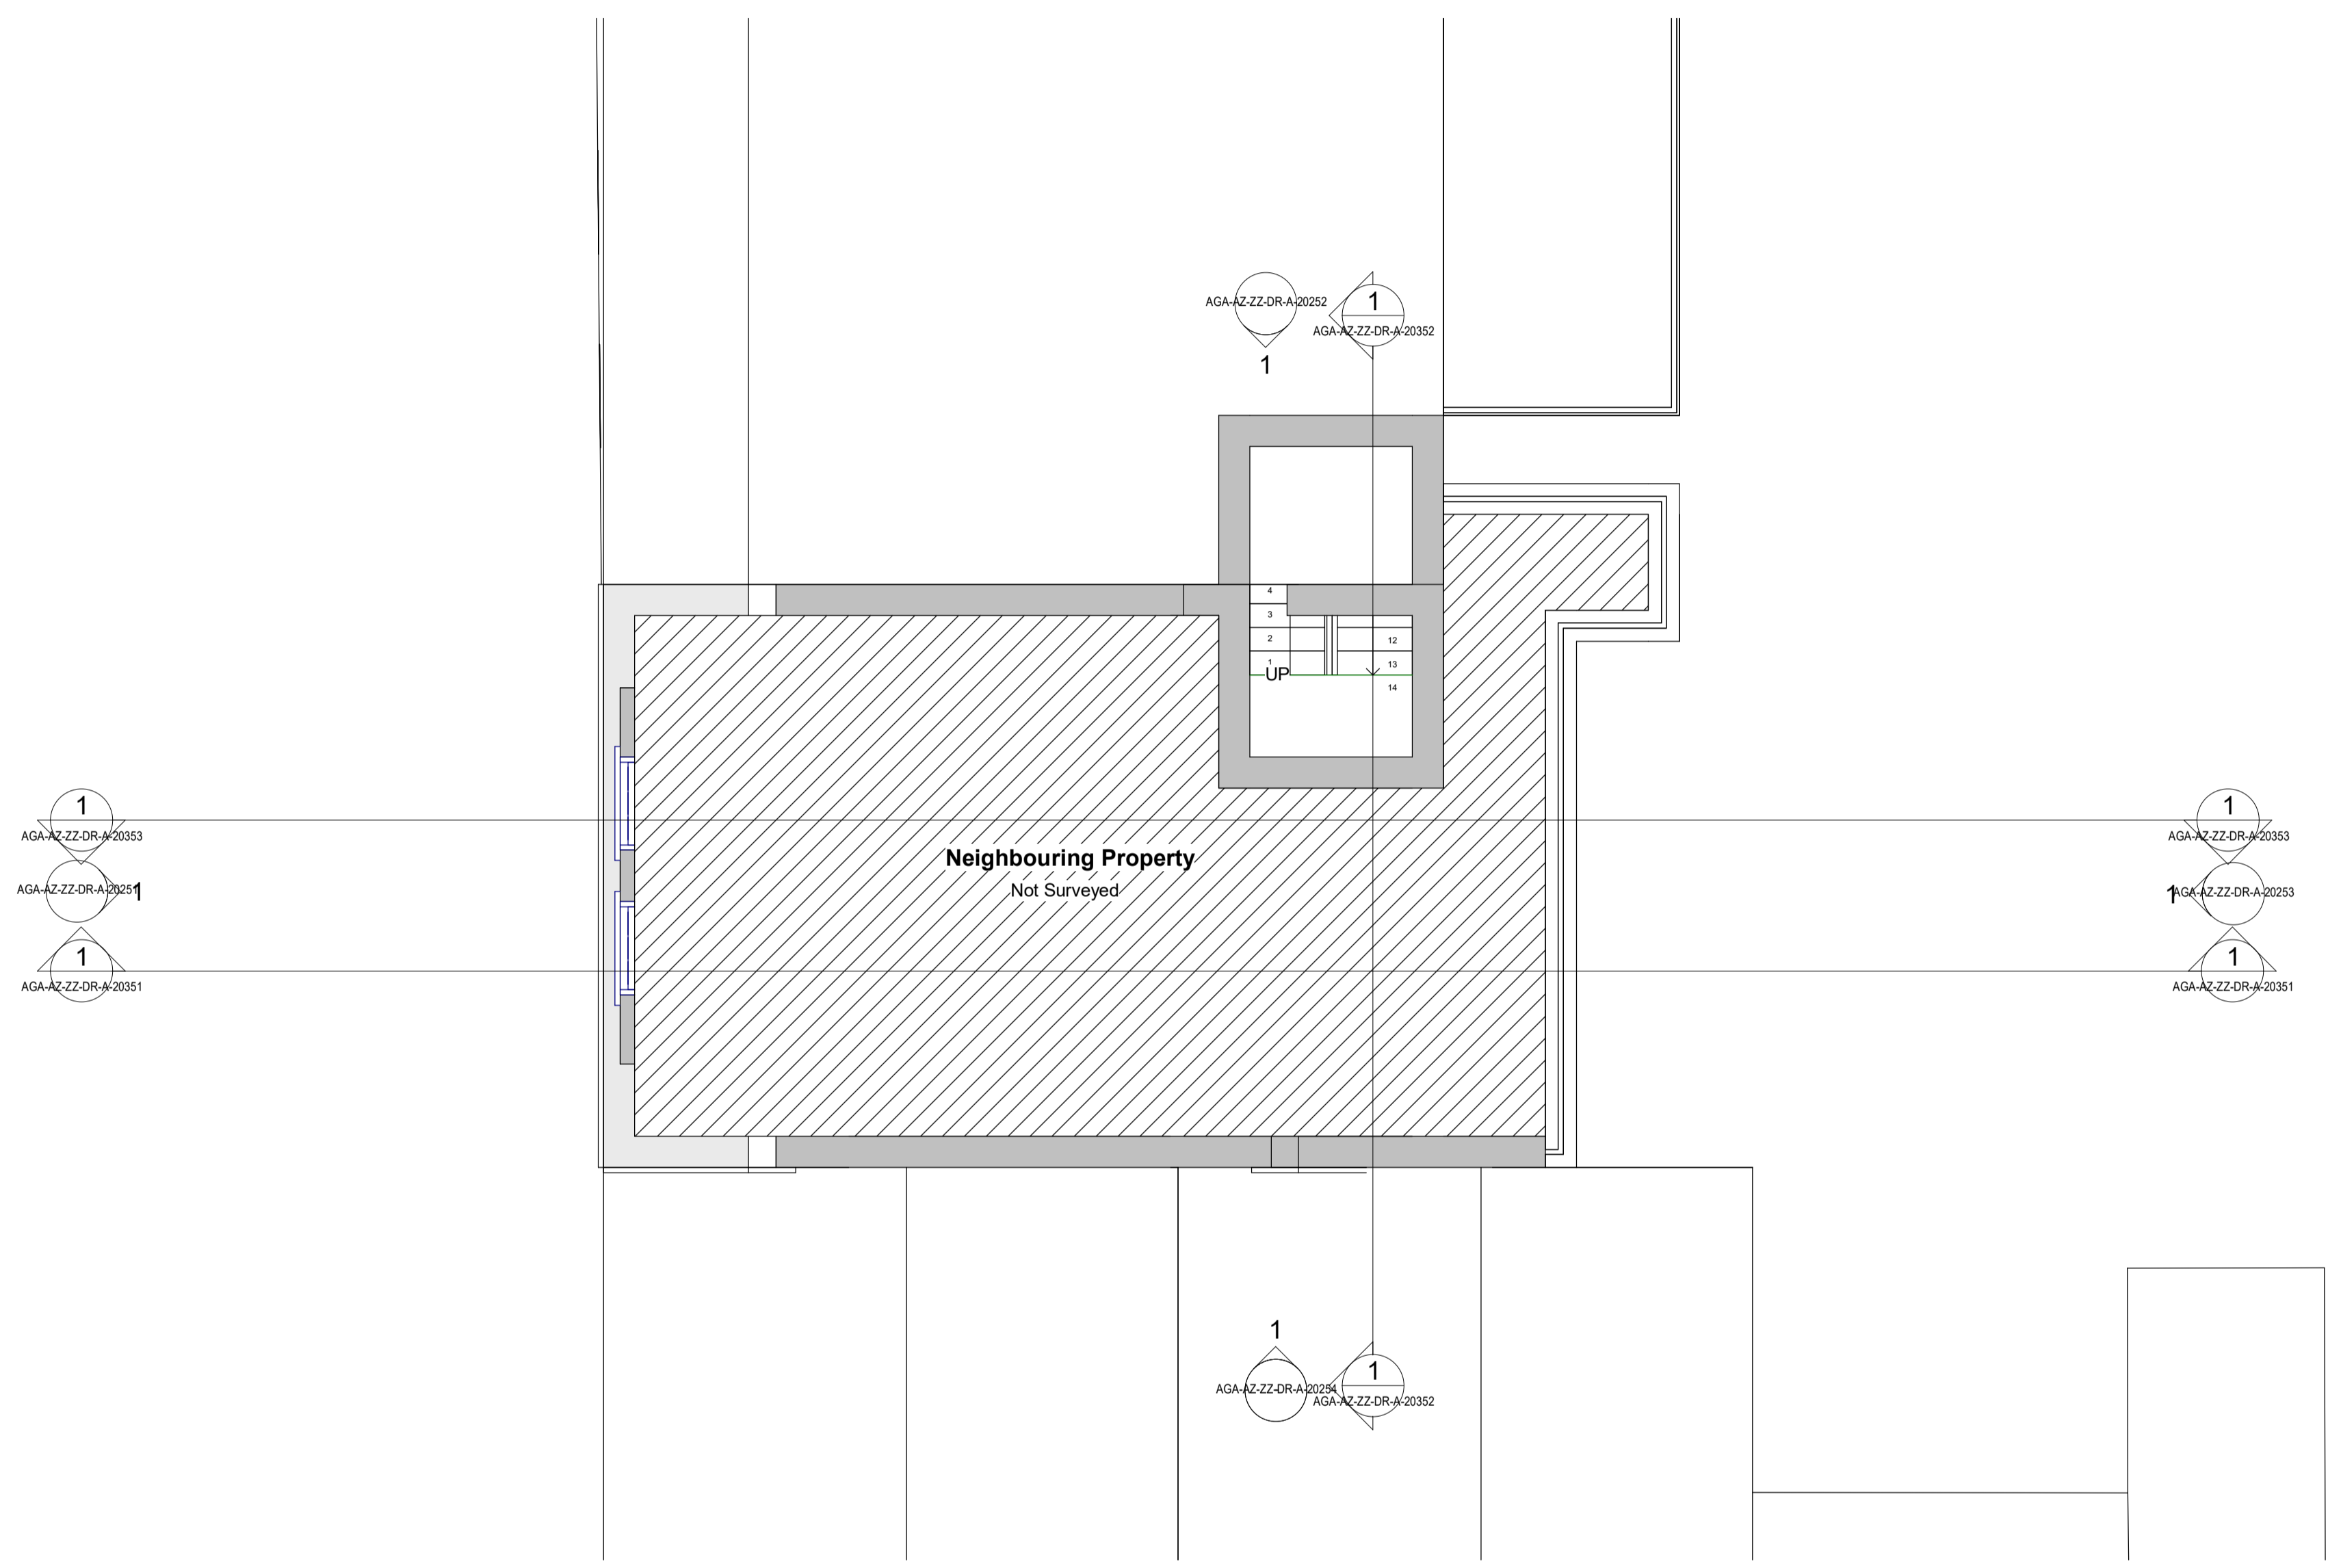 AGA-AZ-ZZ-DR-A-20252
1
1
AGA-AZ-ZZ-DR-A-20352
4
3
2
1
UP
12
13
14
1
AGA-AZ-ZZ-DR-A-20353
1
AGA-AZ-ZZ-DR-A-20353
Neighbouring Property
Not Surveyed
AGA-AZ-ZZ-DR-A-20251
1
1
AGA-AZ-ZZ-DR-A-20253
1
AGA-AZ-ZZ-DR-A-20351
1
AGA-AZ-ZZ-DR-A-20351
1
AGA-AZ-ZZ-DR-A-20254
1
AGA-AZ-ZZ-DR-A-20352